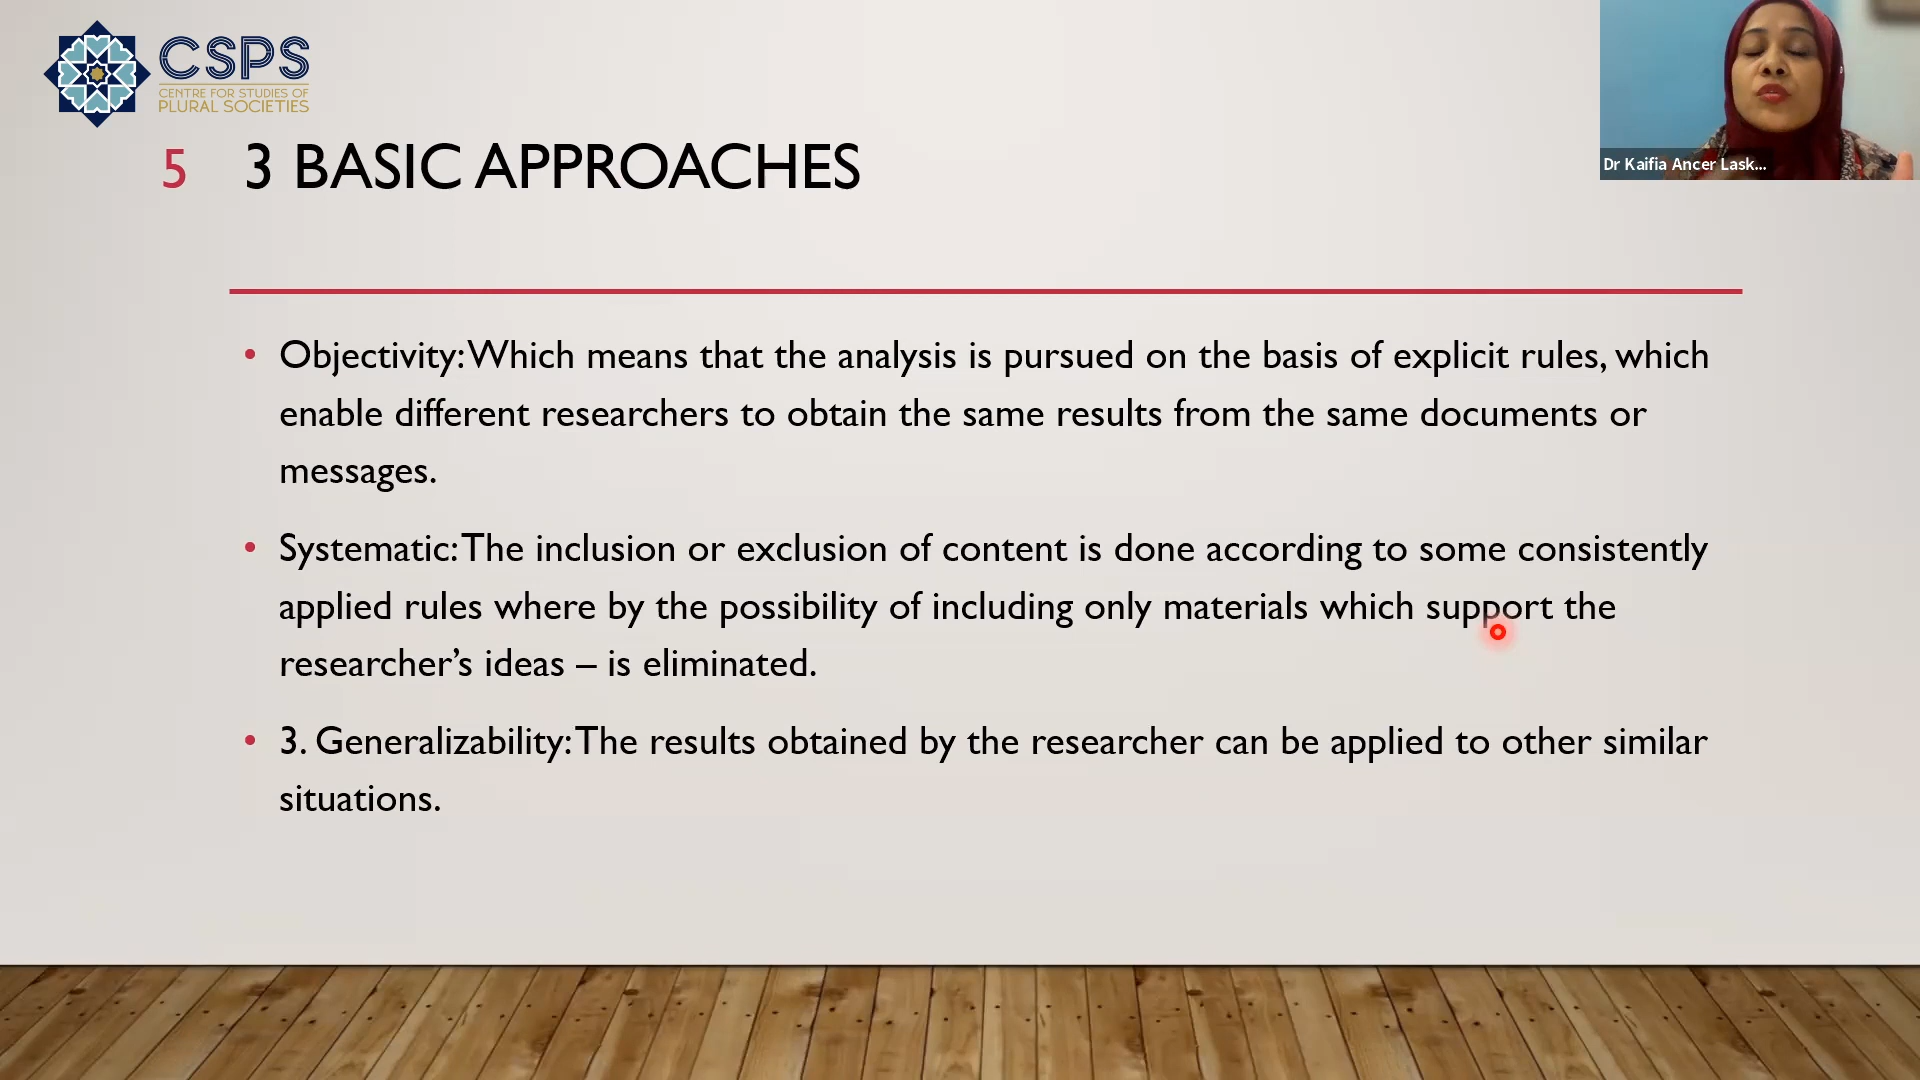 CSPS
CENTRE FOR STUDIES OF
PLURAL SOCIETIES
Dr Kaifia Ancer Lask...
5 3 BASIC APPROACHES
• Objectivity: Which means that the analysis is pursued on the basis of explicit rules, which
enable different researchers to obtain the same results from the same documents or
messages.
• Systematic: The inclusion or exclusion of content is done according to some consistently
applied rules where by the possibility of including only materials which support the
researcher’s ideas – is eliminated.
• 3. Generalizability: The results obtained by the researcher can be applied to other similar
situations.